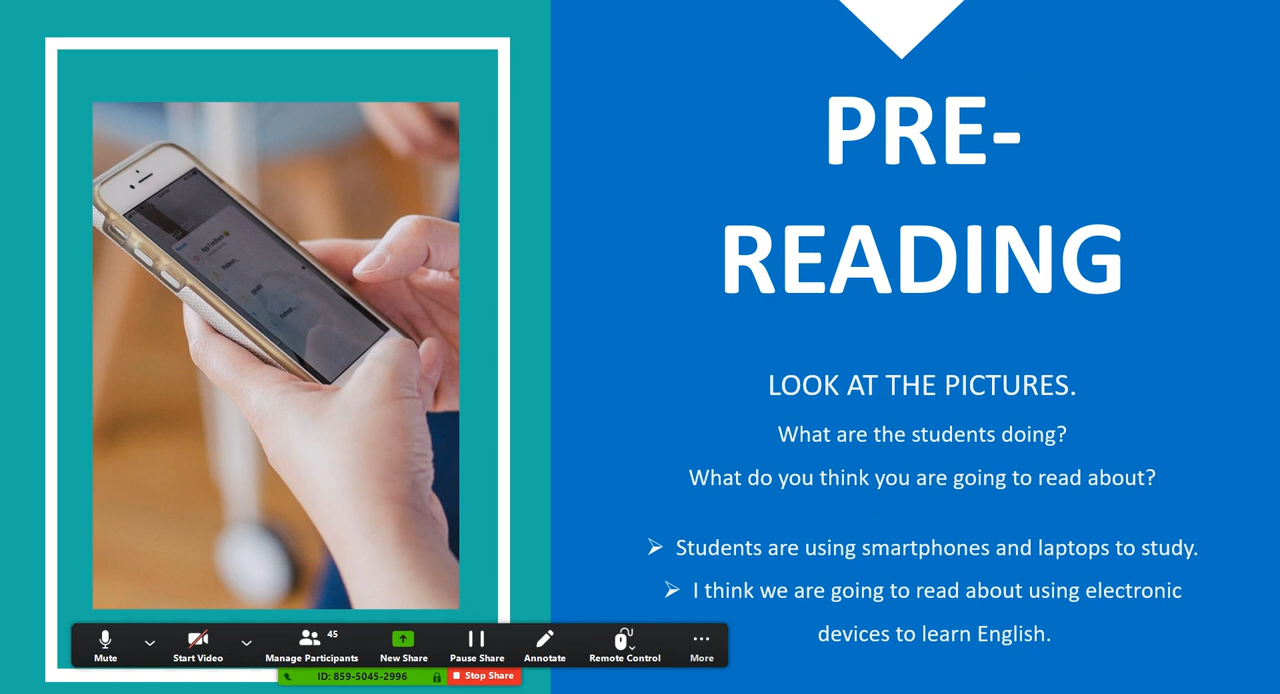 PRE-
READING
LOOK AT THE PICTURES.
What are the students doing?
What do you think you are going to read about?
➢ Students are using smartphones and laptops to study.
➢ I think we are going to read about using electronic
devices to learn English.
45
Mute
Start Video
Manage Participants
New Share
Pause Share
Annotate
Remote Control
More
ID: 859-5045-2996
Stop Share